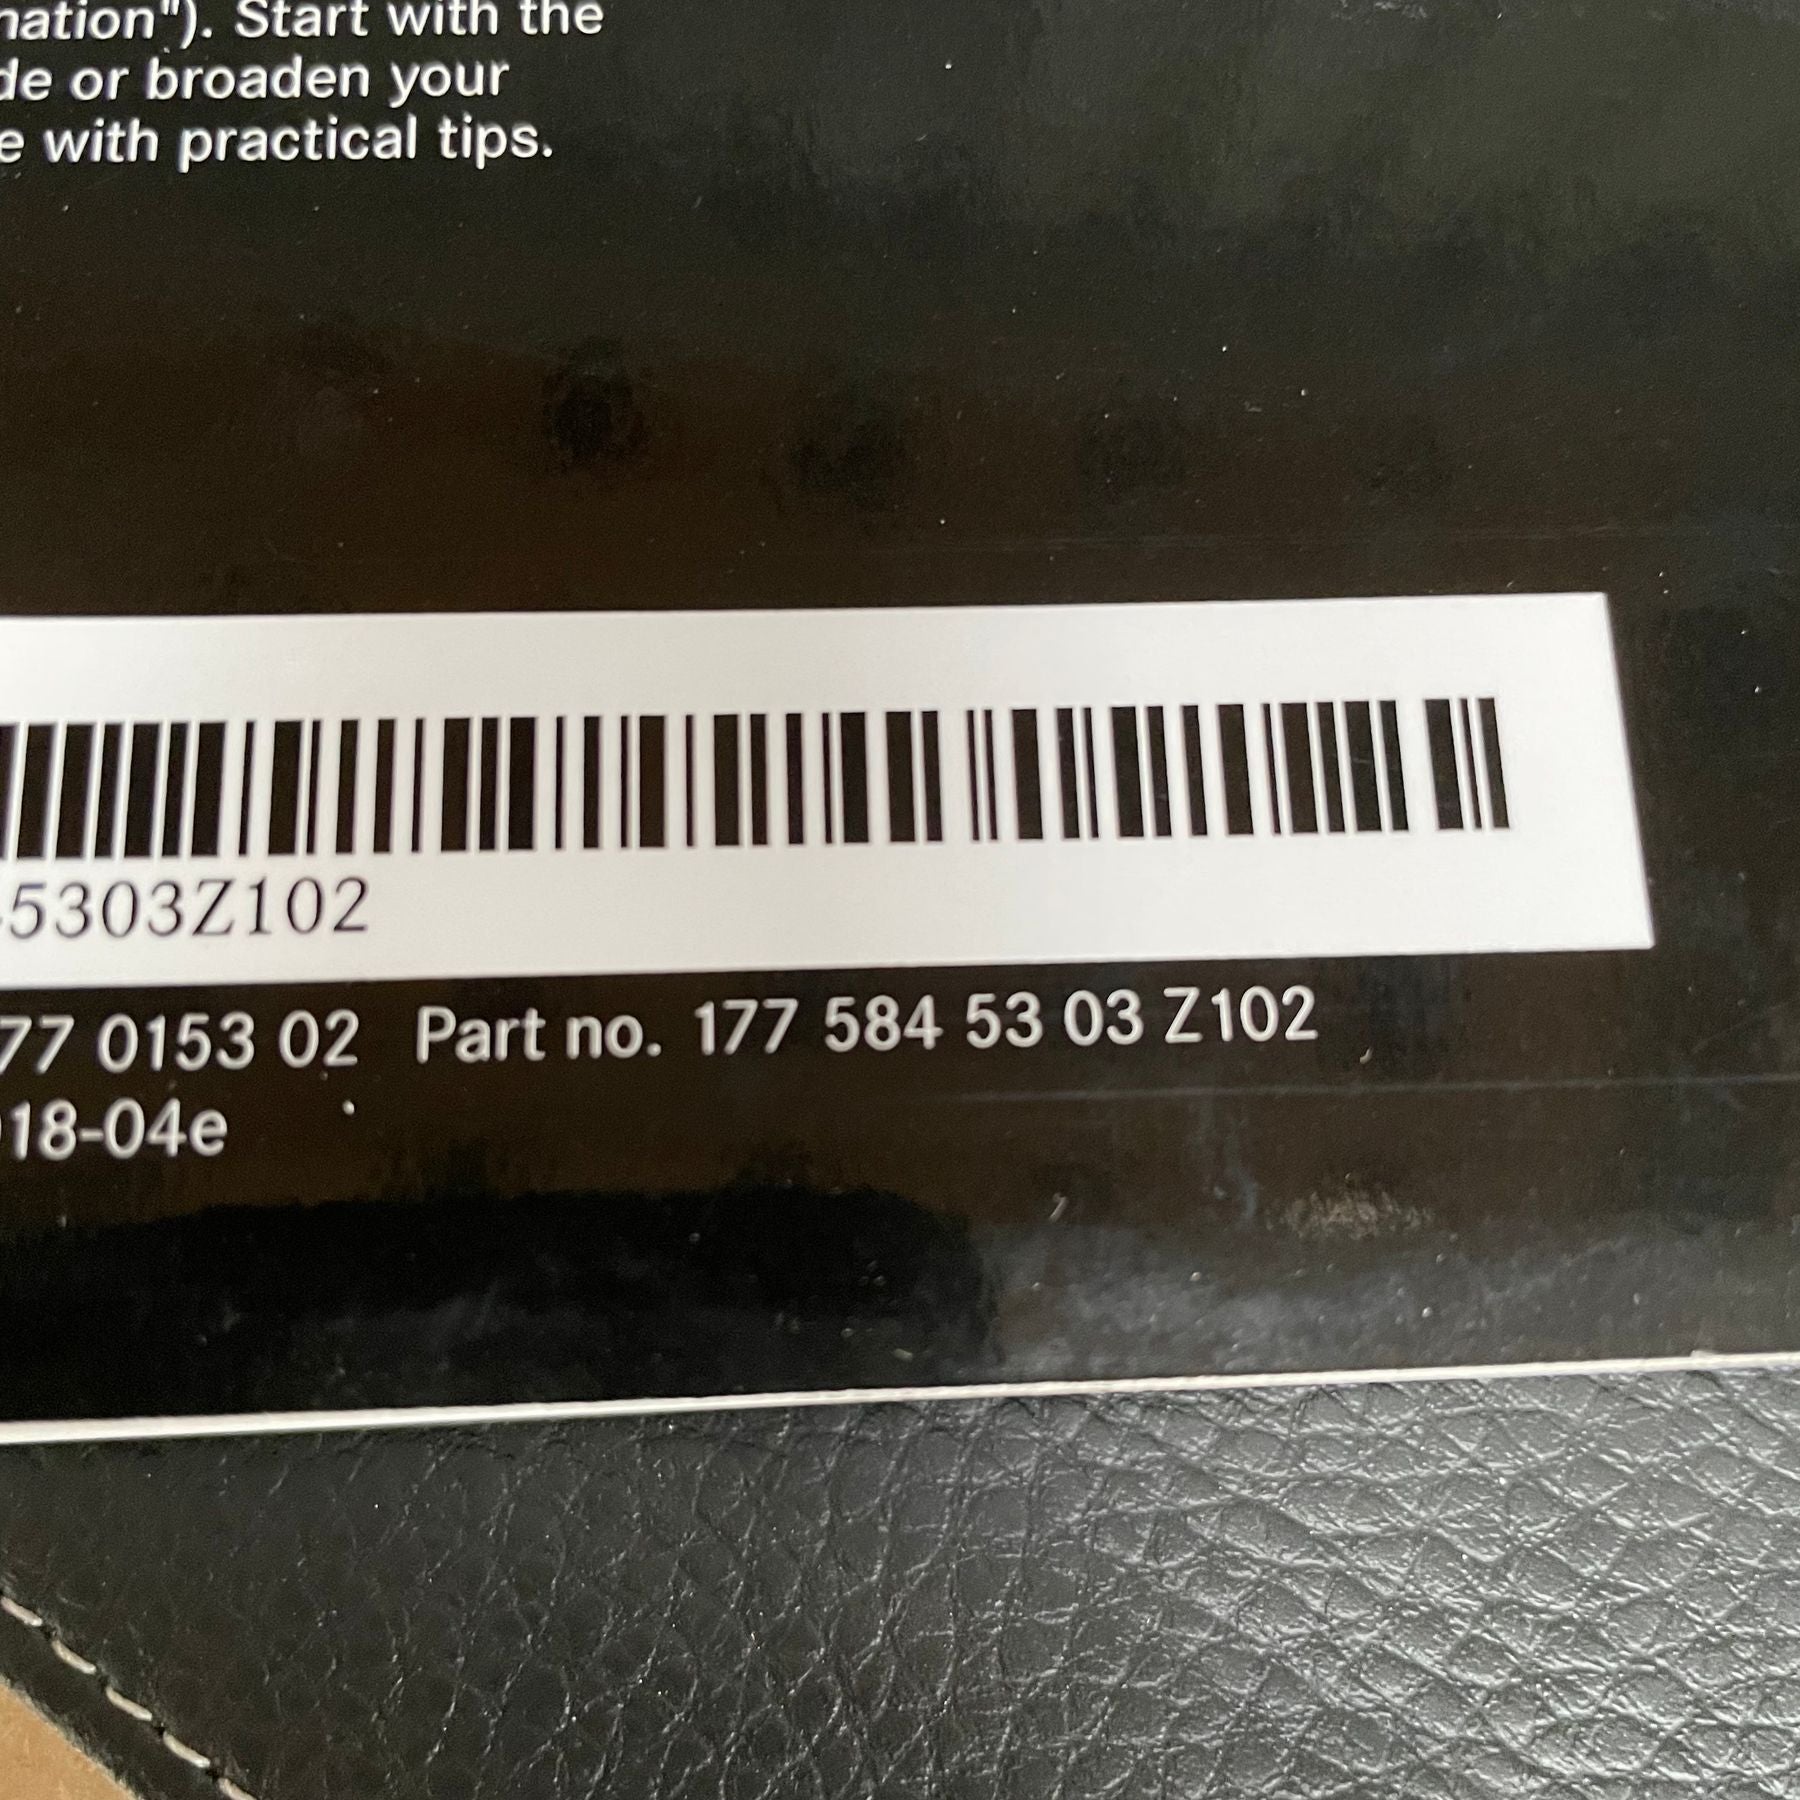 nation"). Start with the
de or broaden your
e with practical tips.
45303Z102
77 0153 02 Part no. 177 584 53 03 Z102
018-04e